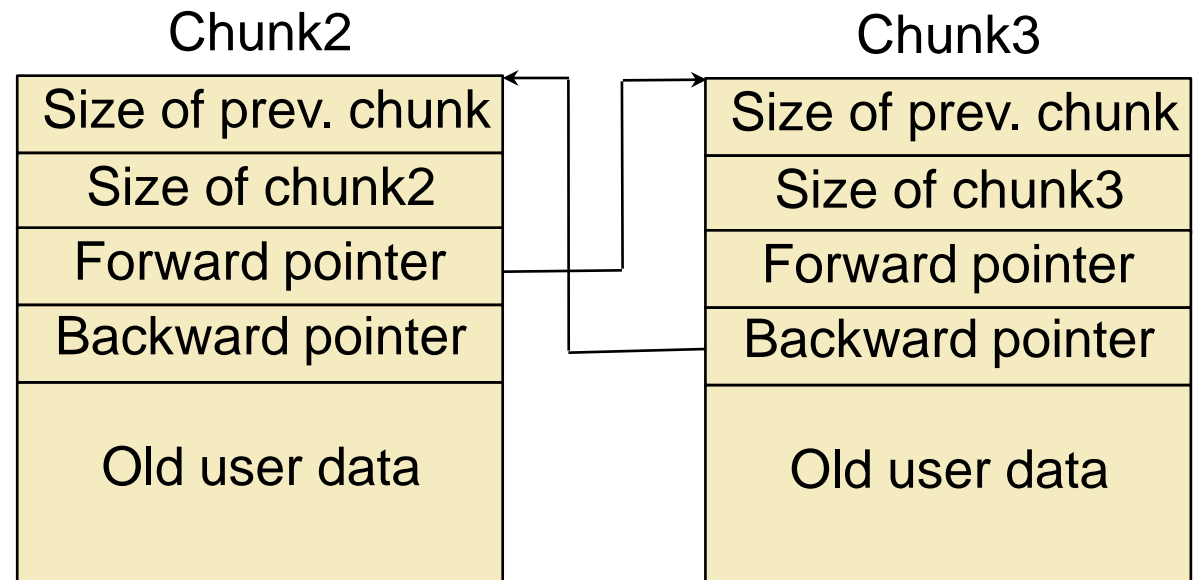 Chunk2
Size of prev. chunk
Size of chunk2
Forward pointer
Backward pointer
Old user data
Chunk3
Size of prev. chunk
Size of chunk3
Forward pointer
Backward pointer
Old user data